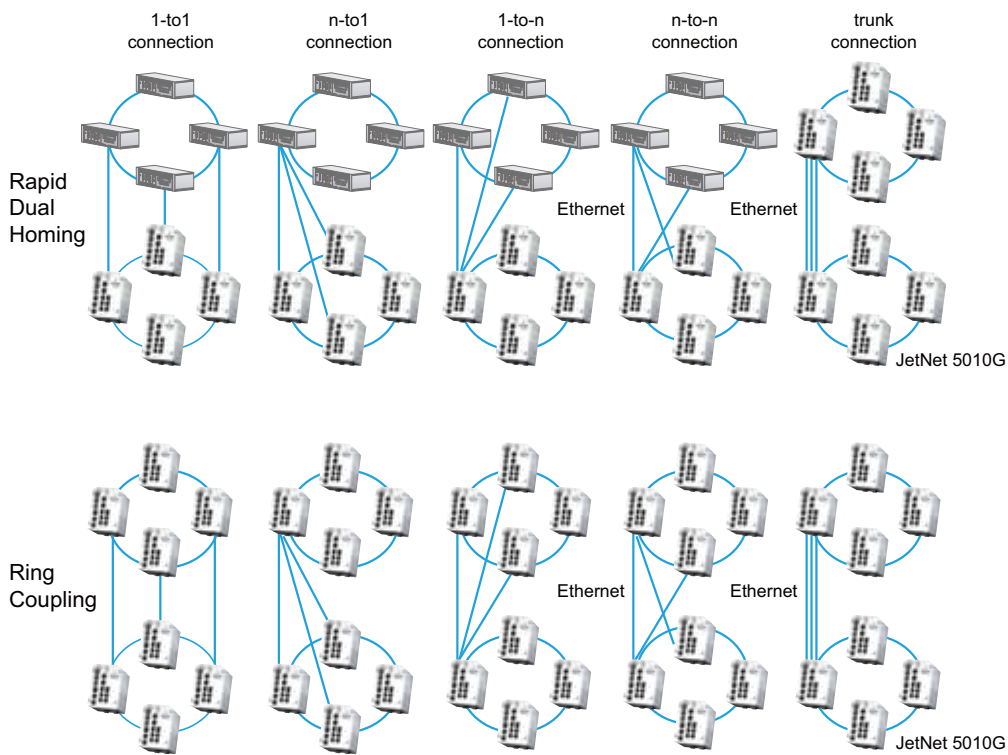 1-to1
connection
n-to1
connection
1-to-n
connection
n-to-n
connection
trunk
connection
Rapid
Dual
Homing
Ethernet
Ethernet
JetNet 5010G
Ring
Coupling
Ethernet
Ethernet
JetNet 5010G